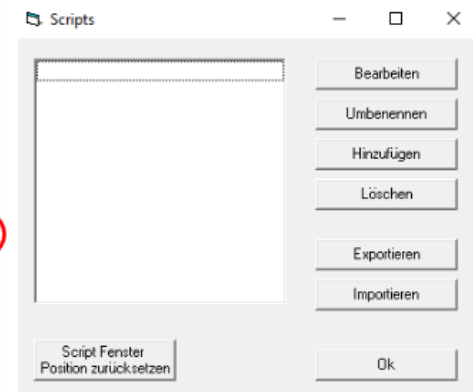 Scripts
Bearbeiten
Umbenennen
Hinzufügen
Löschen
Exportieren
Importieren
Script Fenster
Position zurücksetzen
Ok